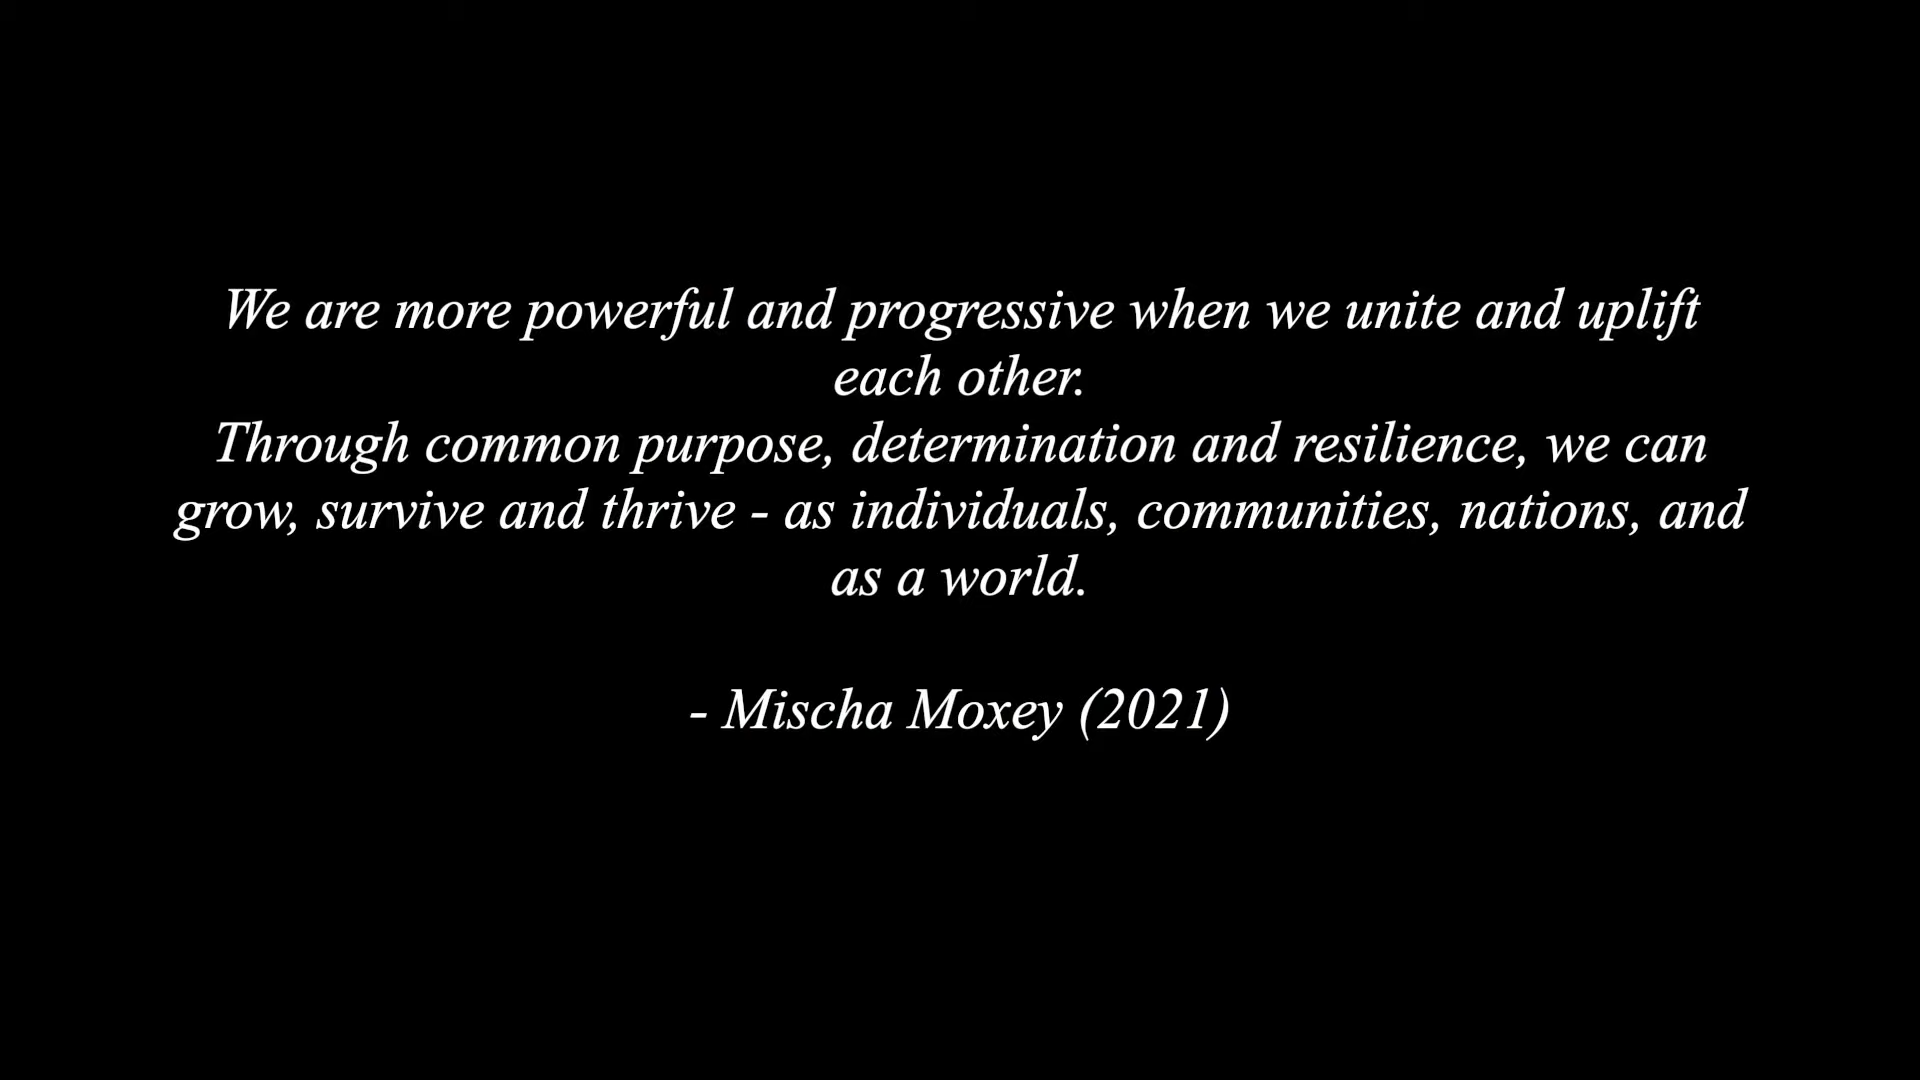 We are more powerful and progressive when we unite and uplift
each other.
Through common purpose, determination and resilience, we can
grow, survive and thrive - as individuals, communities, nations, and
as a world.
- Mischa Moxey (2021)